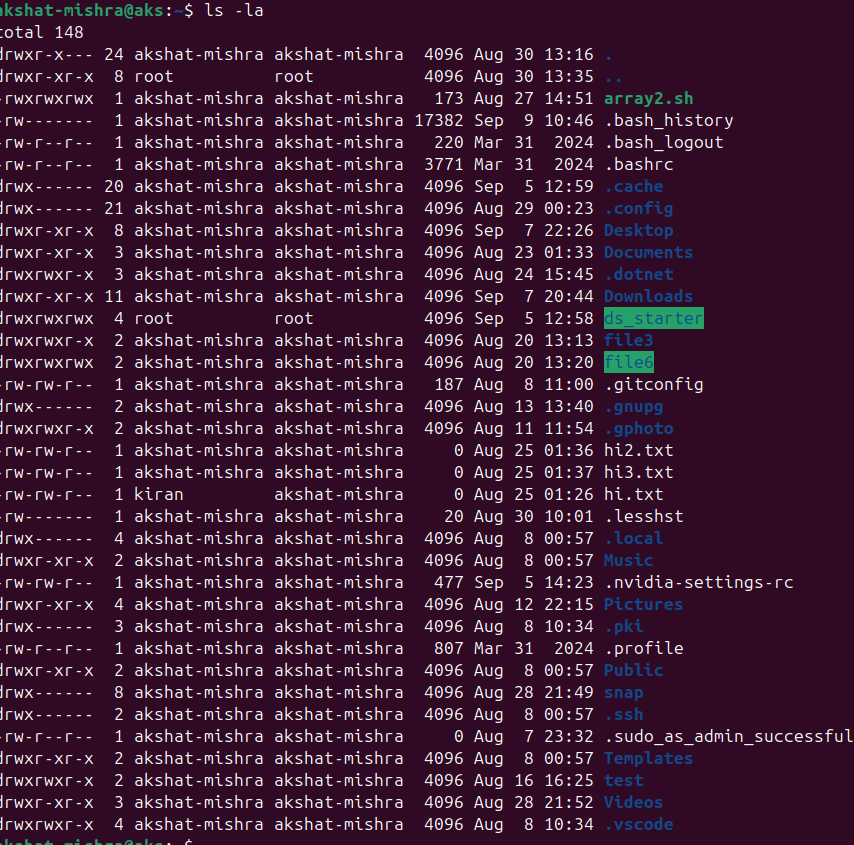 akshat-mishra@aks:~$ ls -la
total 148
drwxr-x--- 24 akshat-mishra akshat-mishra  4096 Aug 30 13:16 .
drwxr-xr-x  8 root          root           4096 Aug 30 13:35 ..
-rwxrwxrwx  1 akshat-mishra akshat-mishra   173 Aug 27 14:51 array2.sh
-rw-------  1 akshat-mishra akshat-mishra 17382 Sep  9 10:46 .bash_history
-rw-r--r--  1 akshat-mishra akshat-mishra   220 Mar 31  2024 .bash_logout
-rw-r--r--  1 akshat-mishra akshat-mishra  3771 Mar 31  2024 .bashrc
drwx------ 20 akshat-mishra akshat-mishra  4096 Sep  5 12:59 .cache
drwx------ 21 akshat-mishra akshat-mishra  4096 Aug 29 00:23 .config
drwxr-xr-x  8 akshat-mishra akshat-mishra  4096 Sep  7 22:26 Desktop
drwxr-xr-x  3 akshat-mishra akshat-mishra  4096 Aug 23 01:33 Documents
drwxrwxr-x  3 akshat-mishra akshat-mishra  4096 Aug 24 15:45 .dotnet
drwxr-xr-x 11 akshat-mishra akshat-mishra  4096 Sep  7 20:44 Downloads
drwxrwxrwx  4 root          root           4096 Sep  5 12:58 ds_starter
drwxrwxr-x  2 akshat-mishra akshat-mishra  4096 Aug 20 13:13 file3
drwxrwxrwx  2 akshat-mishra akshat-mishra  4096 Aug 20 13:20 file6
-rw-rw-r--  1 akshat-mishra akshat-mishra   187 Aug  8 11:00 .gitconfig
drwx------  2 akshat-mishra akshat-mishra  4096 Aug 13 13:40 .gnupg
drwxrwxr-x  2 akshat-mishra akshat-mishra  4096 Aug 11 11:54 .gphoto
-rw-rw-r--  1 akshat-mishra akshat-mishra     0 Aug 25 01:36 hi2.txt
-rw-rw-r--  1 akshat-mishra akshat-mishra     0 Aug 25 01:37 hi3.txt
-rw-rw-r--  1 kiran         akshat-mishra     0 Aug 25 01:26 hi.txt
-rw-------  1 akshat-mishra akshat-mishra    20 Aug 30 10:01 .lesshst
drwx------  4 akshat-mishra akshat-mishra  4096 Aug  8 00:57 .local
drwxr-xr-x  2 akshat-mishra akshat-mishra  4096 Aug  8 00:57 Music
-rw-rw-r--  1 akshat-mishra akshat-mishra   477 Sep  5 14:23 .nvidia-settings-rc
drwxr-xr-x  4 akshat-mishra akshat-mishra  4096 Aug 12 22:15 Pictures
drwx------  3 akshat-mishra akshat-mishra  4096 Aug  8 10:34 .pki
-rw-r--r--  1 akshat-mishra akshat-mishra   807 Mar 31  2024 .profile
drwxr-xr-x  2 akshat-mishra akshat-mishra  4096 Aug  8 00:57 Public
drwx------  8 akshat-mishra akshat-mishra  4096 Aug 28 21:49 snap
drwx------  2 akshat-mishra akshat-mishra  4096 Aug  8 00:57 .ssh
-rw-r--r--  1 akshat-mishra akshat-mishra     0 Aug  7 23:32 .sudo_as_admin_successful
drwxr-xr-x  2 akshat-mishra akshat-mishra  4096 Aug  8 00:57 Templates
drwxrwxr-x  2 akshat-mishra akshat-mishra  4096 Aug 16 16:25 test
drwxr-xr-x  3 akshat-mishra akshat-mishra  4096 Aug 28 21:52 Videos
drwxrwxr-x  4 akshat-mishra akshat-mishra  4096 Aug  8 10:34 .vscode
akshat-mishra@aks:~$